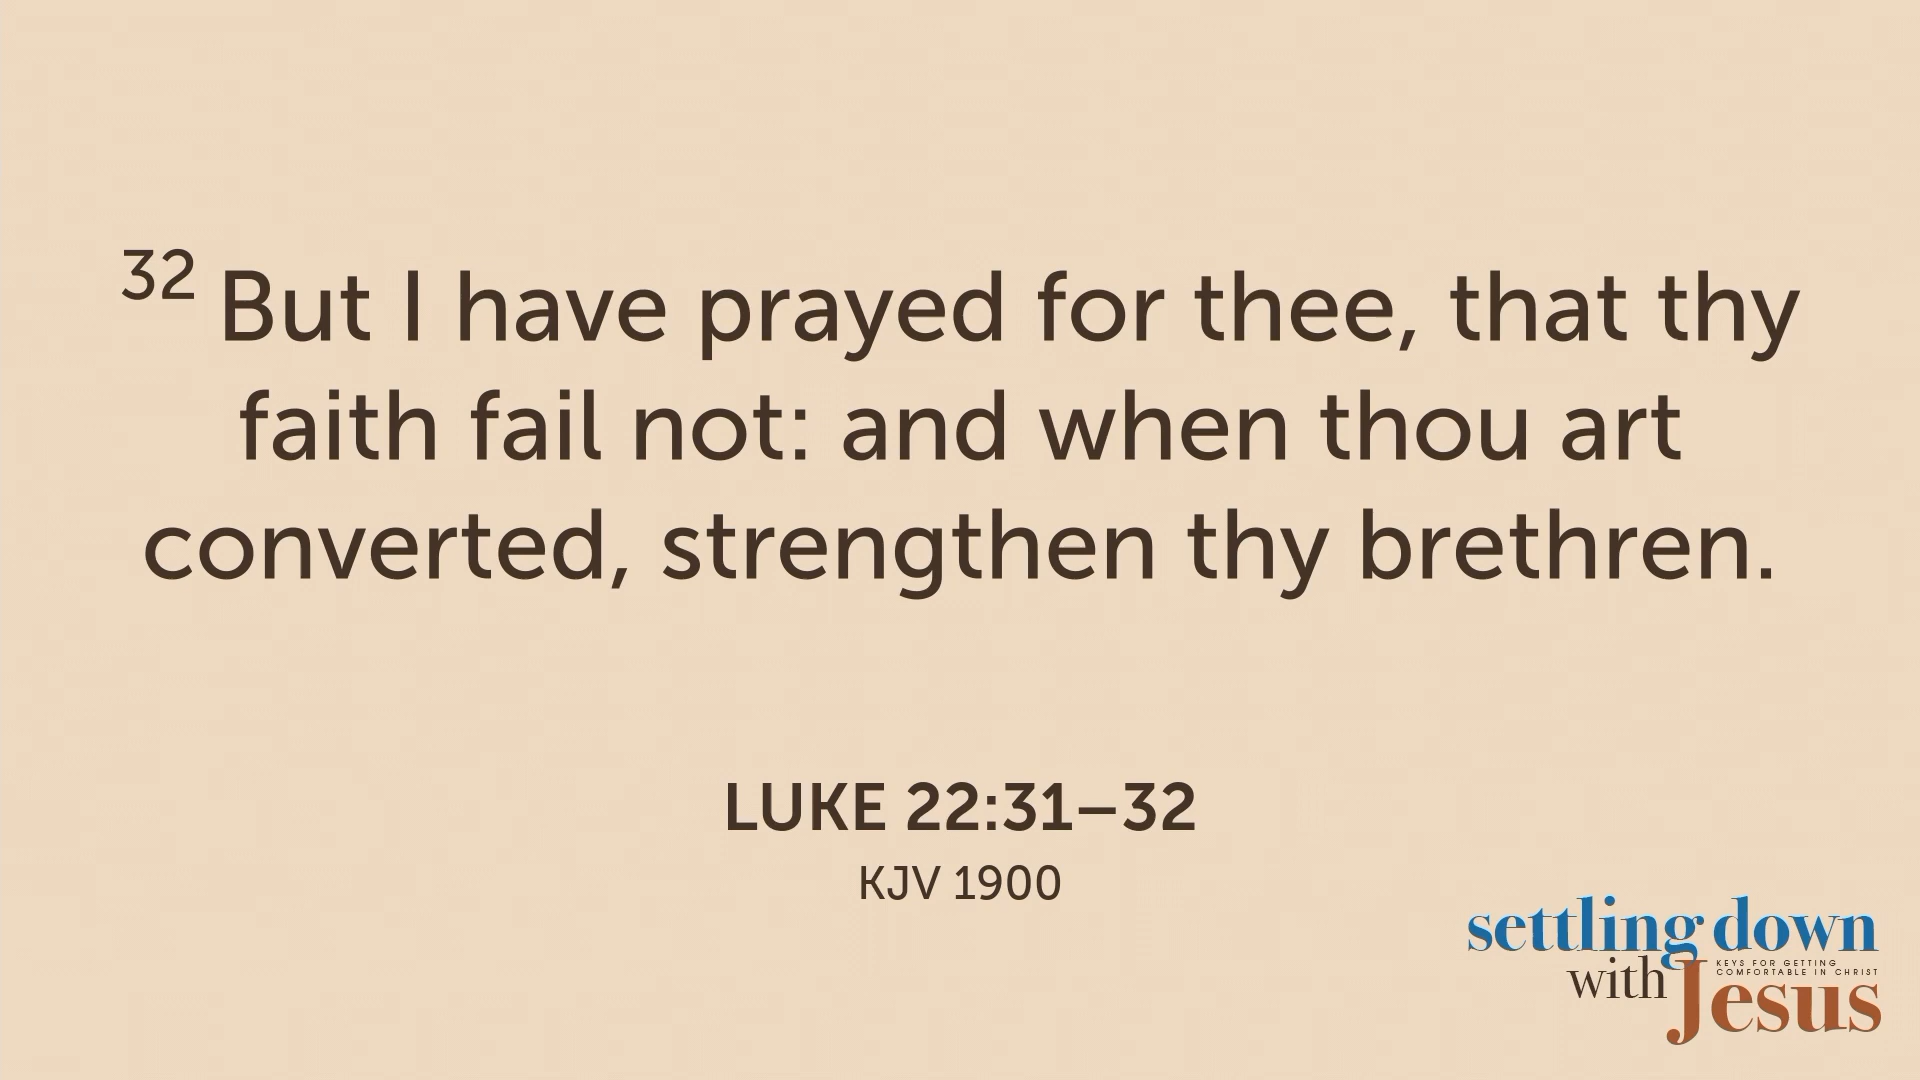 32 But I have prayed for thee, that thy
faith fail not: and when thou art
converted, strengthen thy brethren.
LUKE 22:31–32
KJV 1900
settling down
with Jesus
KEYS FOR GETTING
COMFORTABLE IN CHRIST